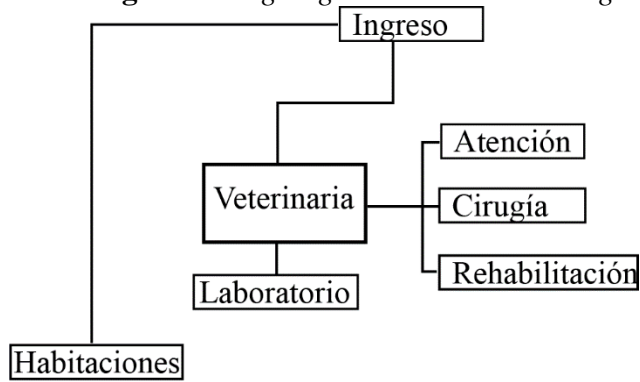 Ingreso
Atención
Veterinaria
Cirugía
Rehabilitación
Laboratorio
Habitaciones